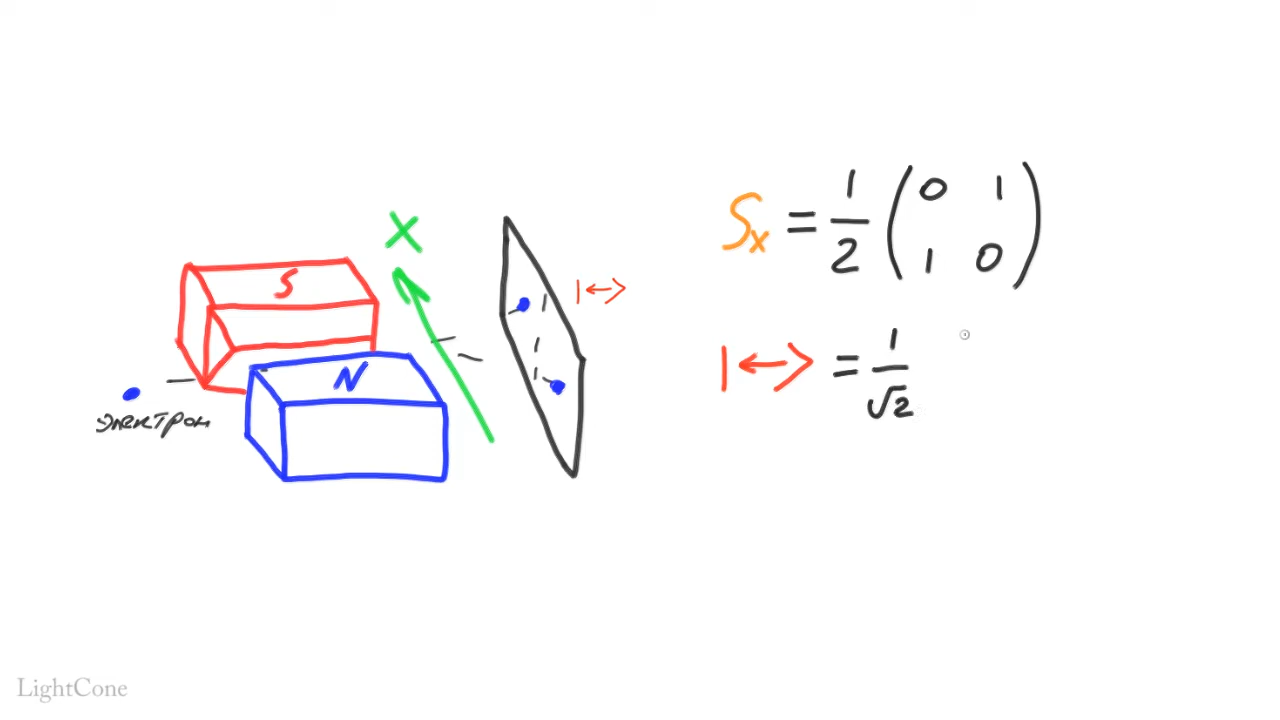 X
S
N
электрон
|←>
Sx = 1/2 (0 1
1 0)
|↔> = 1/√2
LightCone